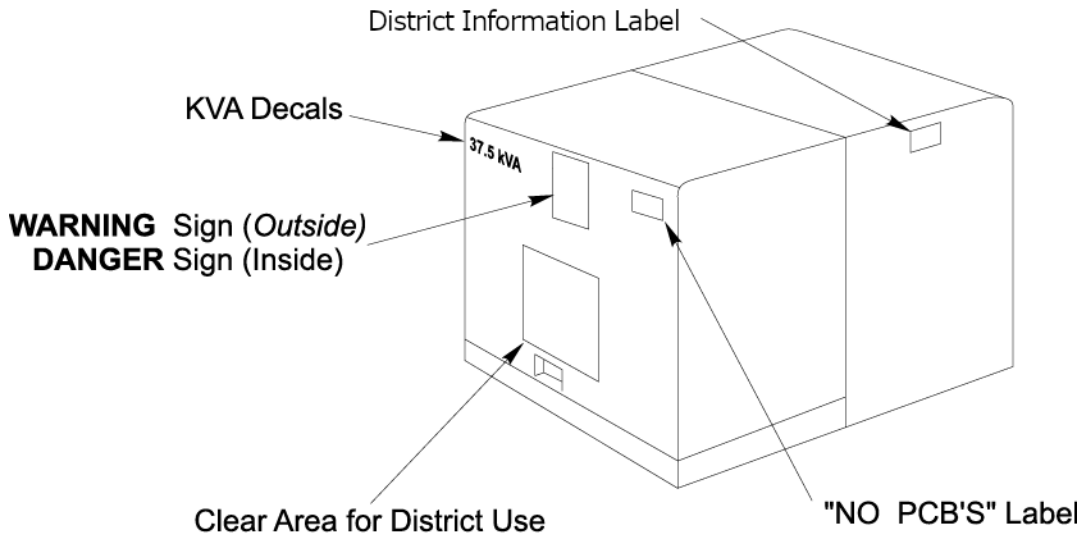 District Information Label
KVA Decals
37.5 kVA
WARNING Sign (Outside)
DANGER Sign (Inside)
Clear Area for District Use
"NO PCB'S" Label